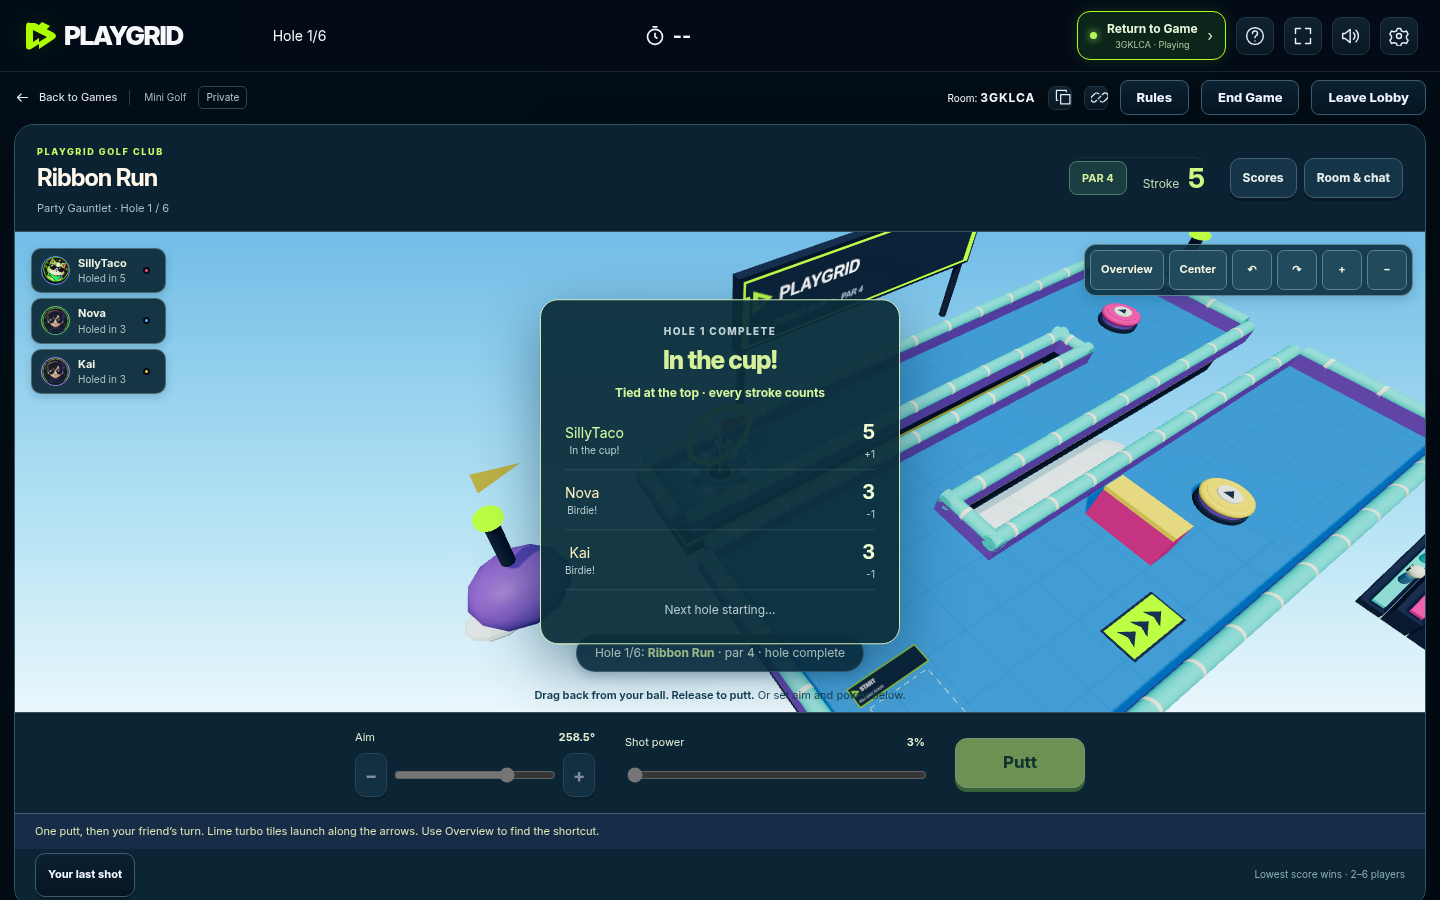 PLAYGRID
Hole 1/6
--
Return to Game
3GKLCA · Playing
Back to Games
Mini Golf
Private
Room: 3GKLCA
Rules
End Game
Leave Lobby
PLAYGRID GOLF CLUB
Ribbon Run
Party Gauntlet · Hole 1 / 6
PAR 4
Stroke 5
Scores
Room & chat
SillyTaco
Holed in 5
Nova
Holed in 3
Kai
Holed in 3
PLAYGRID
PAR 4
Overview
Center
↶
↷
+
−
HOLE 1 COMPLETE
In the cup!
Tied at the top · every stroke counts
SillyTaco
In the cup!
5
+1
Nova
Birdie!
3
-1
Kai
Birdie!
3
-1
Next hole starting...
Hole 1/6: Ribbon Run · par 4 · hole complete
START
Drag back from your ball. Release to putt. Or set aim and power below.
Aim
258.5°
−
+
Shot power
3%
Putt
One putt, then your friend’s turn. Lime turbo tiles launch along the arrows. Use Overview to find the shortcut.
Your last shot
Lowest score wins · 2–6 players